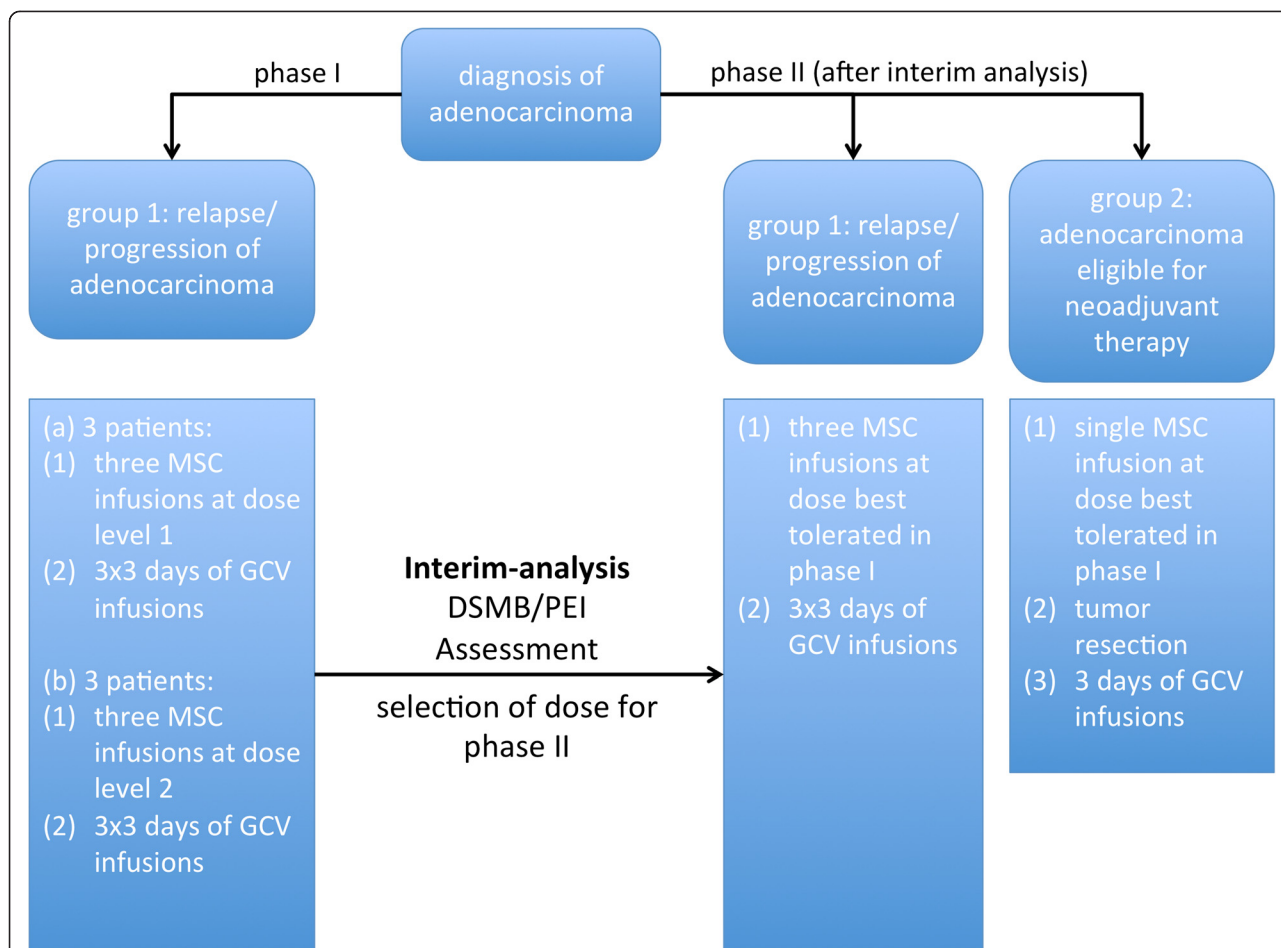 phase I
diagnosis of
adenocarcinoma
phase II (after interim analysis)
group 1: relapse/
progression of
adenocarcinoma
group 1: relapse/
progression of
adenocarcinoma
group 2:
adenocarcinoma
eligible for
neoadjuvant
therapy
(a) 3 patients:
(1) three MSC
infusions at dose
level 1
(2) 3x3 days of GCV
infusions
(b) 3 patients:
(1) three MSC
infusions at dose
level 2
(2) 3x3 days of GCV
infusions
Interim-analysis
DSMB/PEI
Assessment
selection of dose for
phase II
(1) three MSC
infusions at
dose best
tolerated in
phase I
(2) 3x3 days of
GCV infusions
(1) single MSC
infusion at
dose best
tolerated in
phase I
(2) tumor
resection
(3) 3 days of GCV
infusions